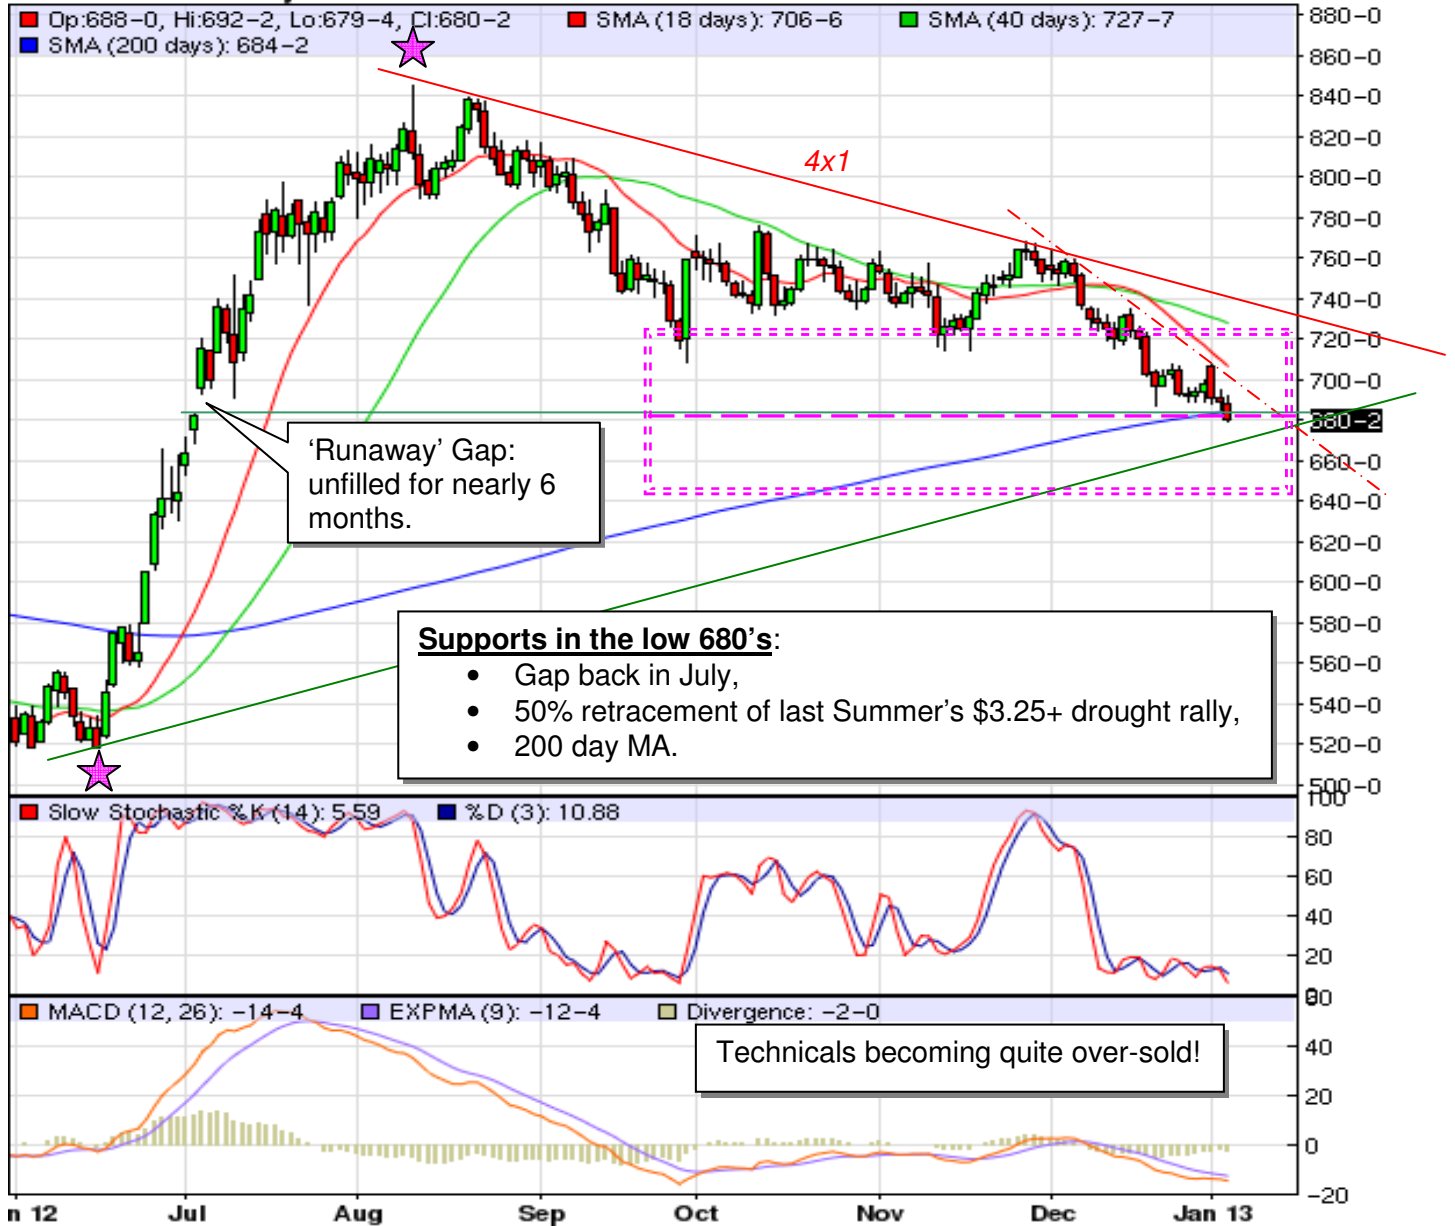 Op:688-0, Hi:692-2, Lo:679-4, Cl:680-2 SMA (18 days): 706-6 SMA (40 days): 727-7
SMA (200 days): 684-2
880-0
860-0
840-0
820-0
800-0
780-0
760-0
740-0
720-0
700-0
680-2
660-0
640-0
620-0
600-0
580-0
560-0
540-0
520-0
500-0
4x1
‘Runaway’ Gap:
unfilled for nearly 6
months.
Supports in the low 680’s:
• Gap back in July,
• 50% retracement of last Summer’s $3.25+ drought rally,
• 200 day MA.
Slow Stochastic %K (14): 5.59 %D (3): 10.88
100
80
60
40
20
MACD (12, 26): -14-4 EXPMA (9): -12-4 Divergence: -2-0
Technicals becoming quite over-sold!
40
20
0
-20
n 12 Jul Aug Sep Oct Nov Dec Jan 13